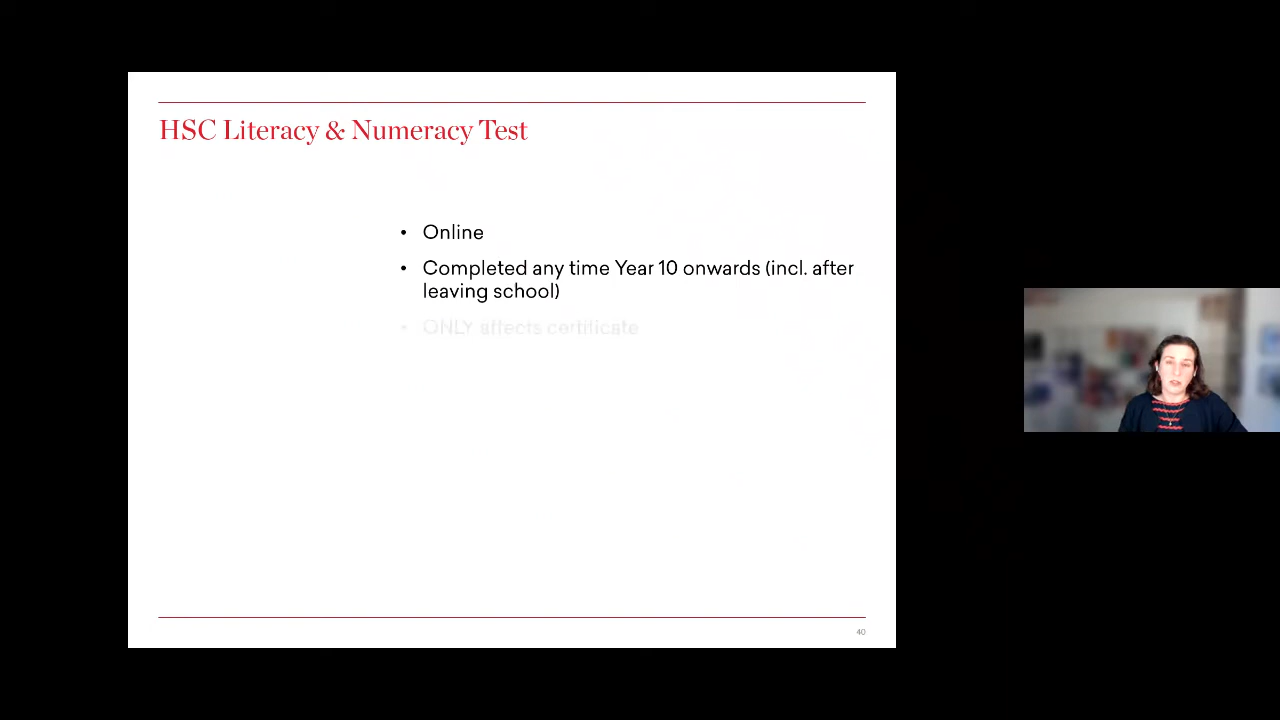 HSC Literacy & Numeracy Test
• Online
• Completed any time Year 10 onwards (incl. after
leaving school)
• ONLY affects certificate
40